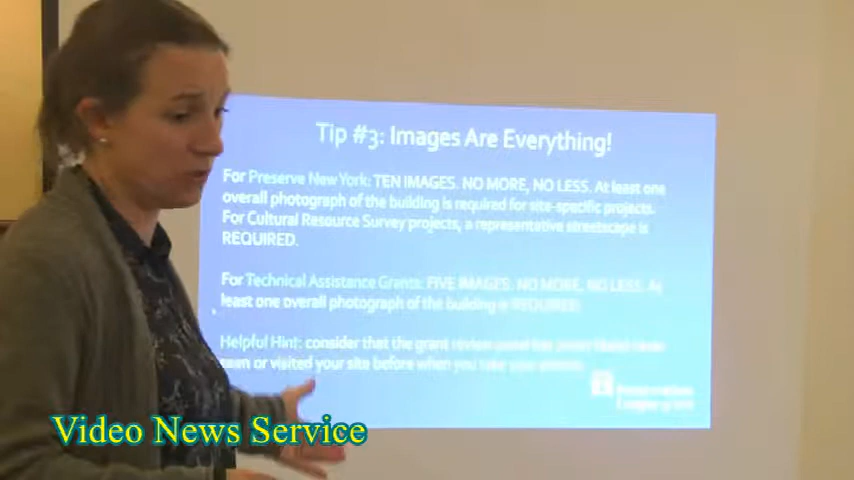 Tip #3: Images Are Everything!
For Preserve New York: TEN IMAGES. NO MORE, NO LESS. At least one
overall photograph of the building is required for site-specific projects.
For Cultural Resource Survey projects, a representative streetscape is
REQUIRED.
For Technical Assistance Grants: FIVE IMAGES. NO MORE, NO LESS. At
least one overall photograph of the building is REQUIRED.
Helpful Hint: consider that the grant review panel
seen or visited your site before when you take your
Preservation
Video News Service